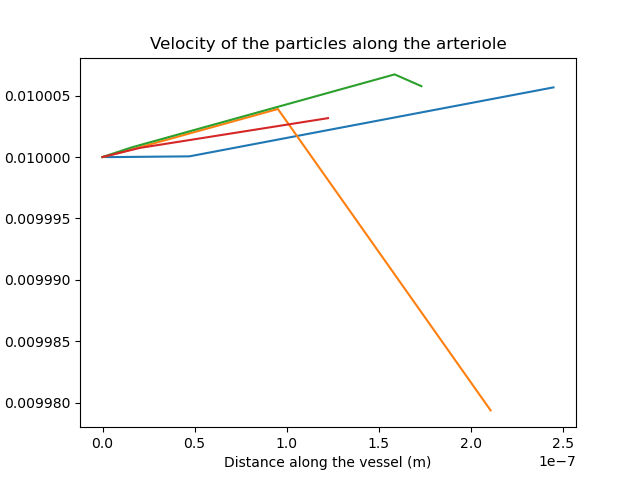 Velocity of the particles along the arteriole
0.010005
0.010000
0.009995
0.009990
0.009985
0.009980
0.0 0.5 1.0 1.5 2.0 2.5
Distance along the vessel (m)
1e−7